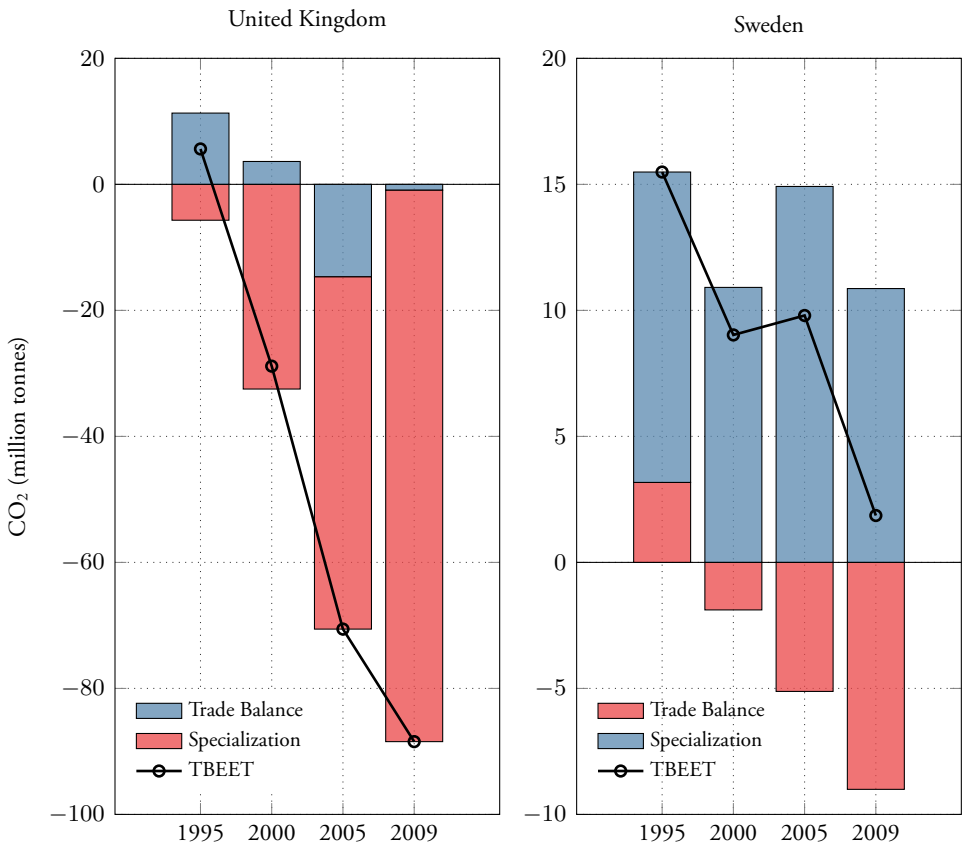 United Kingdom
20
0
−20
−40
−60
−80
−100
CO₂ (million tonnes)
Trade Balance
Specialization
TBEET
1995 2000 2005 2009
Sweden
20
15
10
5
0
−5
−10
Trade Balance
Specialization
TBEET
1995 2000 2005 2009